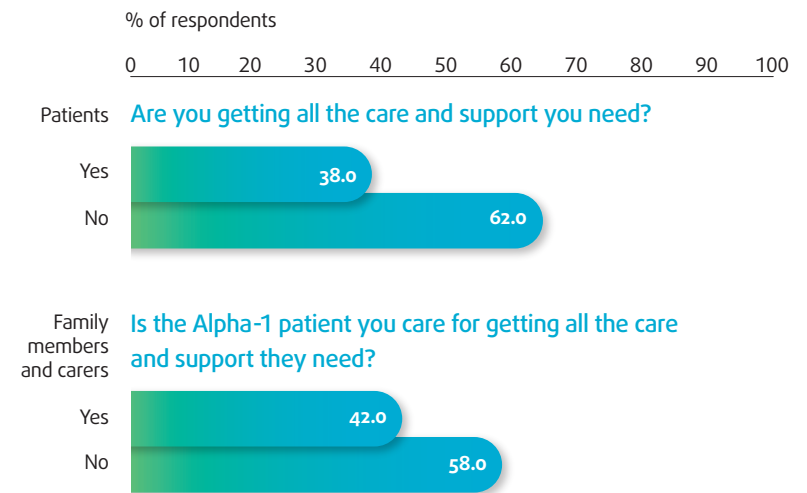 % of respondents
0 10 20 30 40 50 60 70 80 90 100
Patients Are you getting all the care and support you need?
Yes 38.0
No 62.0
Family members and carers
Is the Alpha-1 patient you care for getting all the care
and support they need?
Yes 42.0
No 58.0